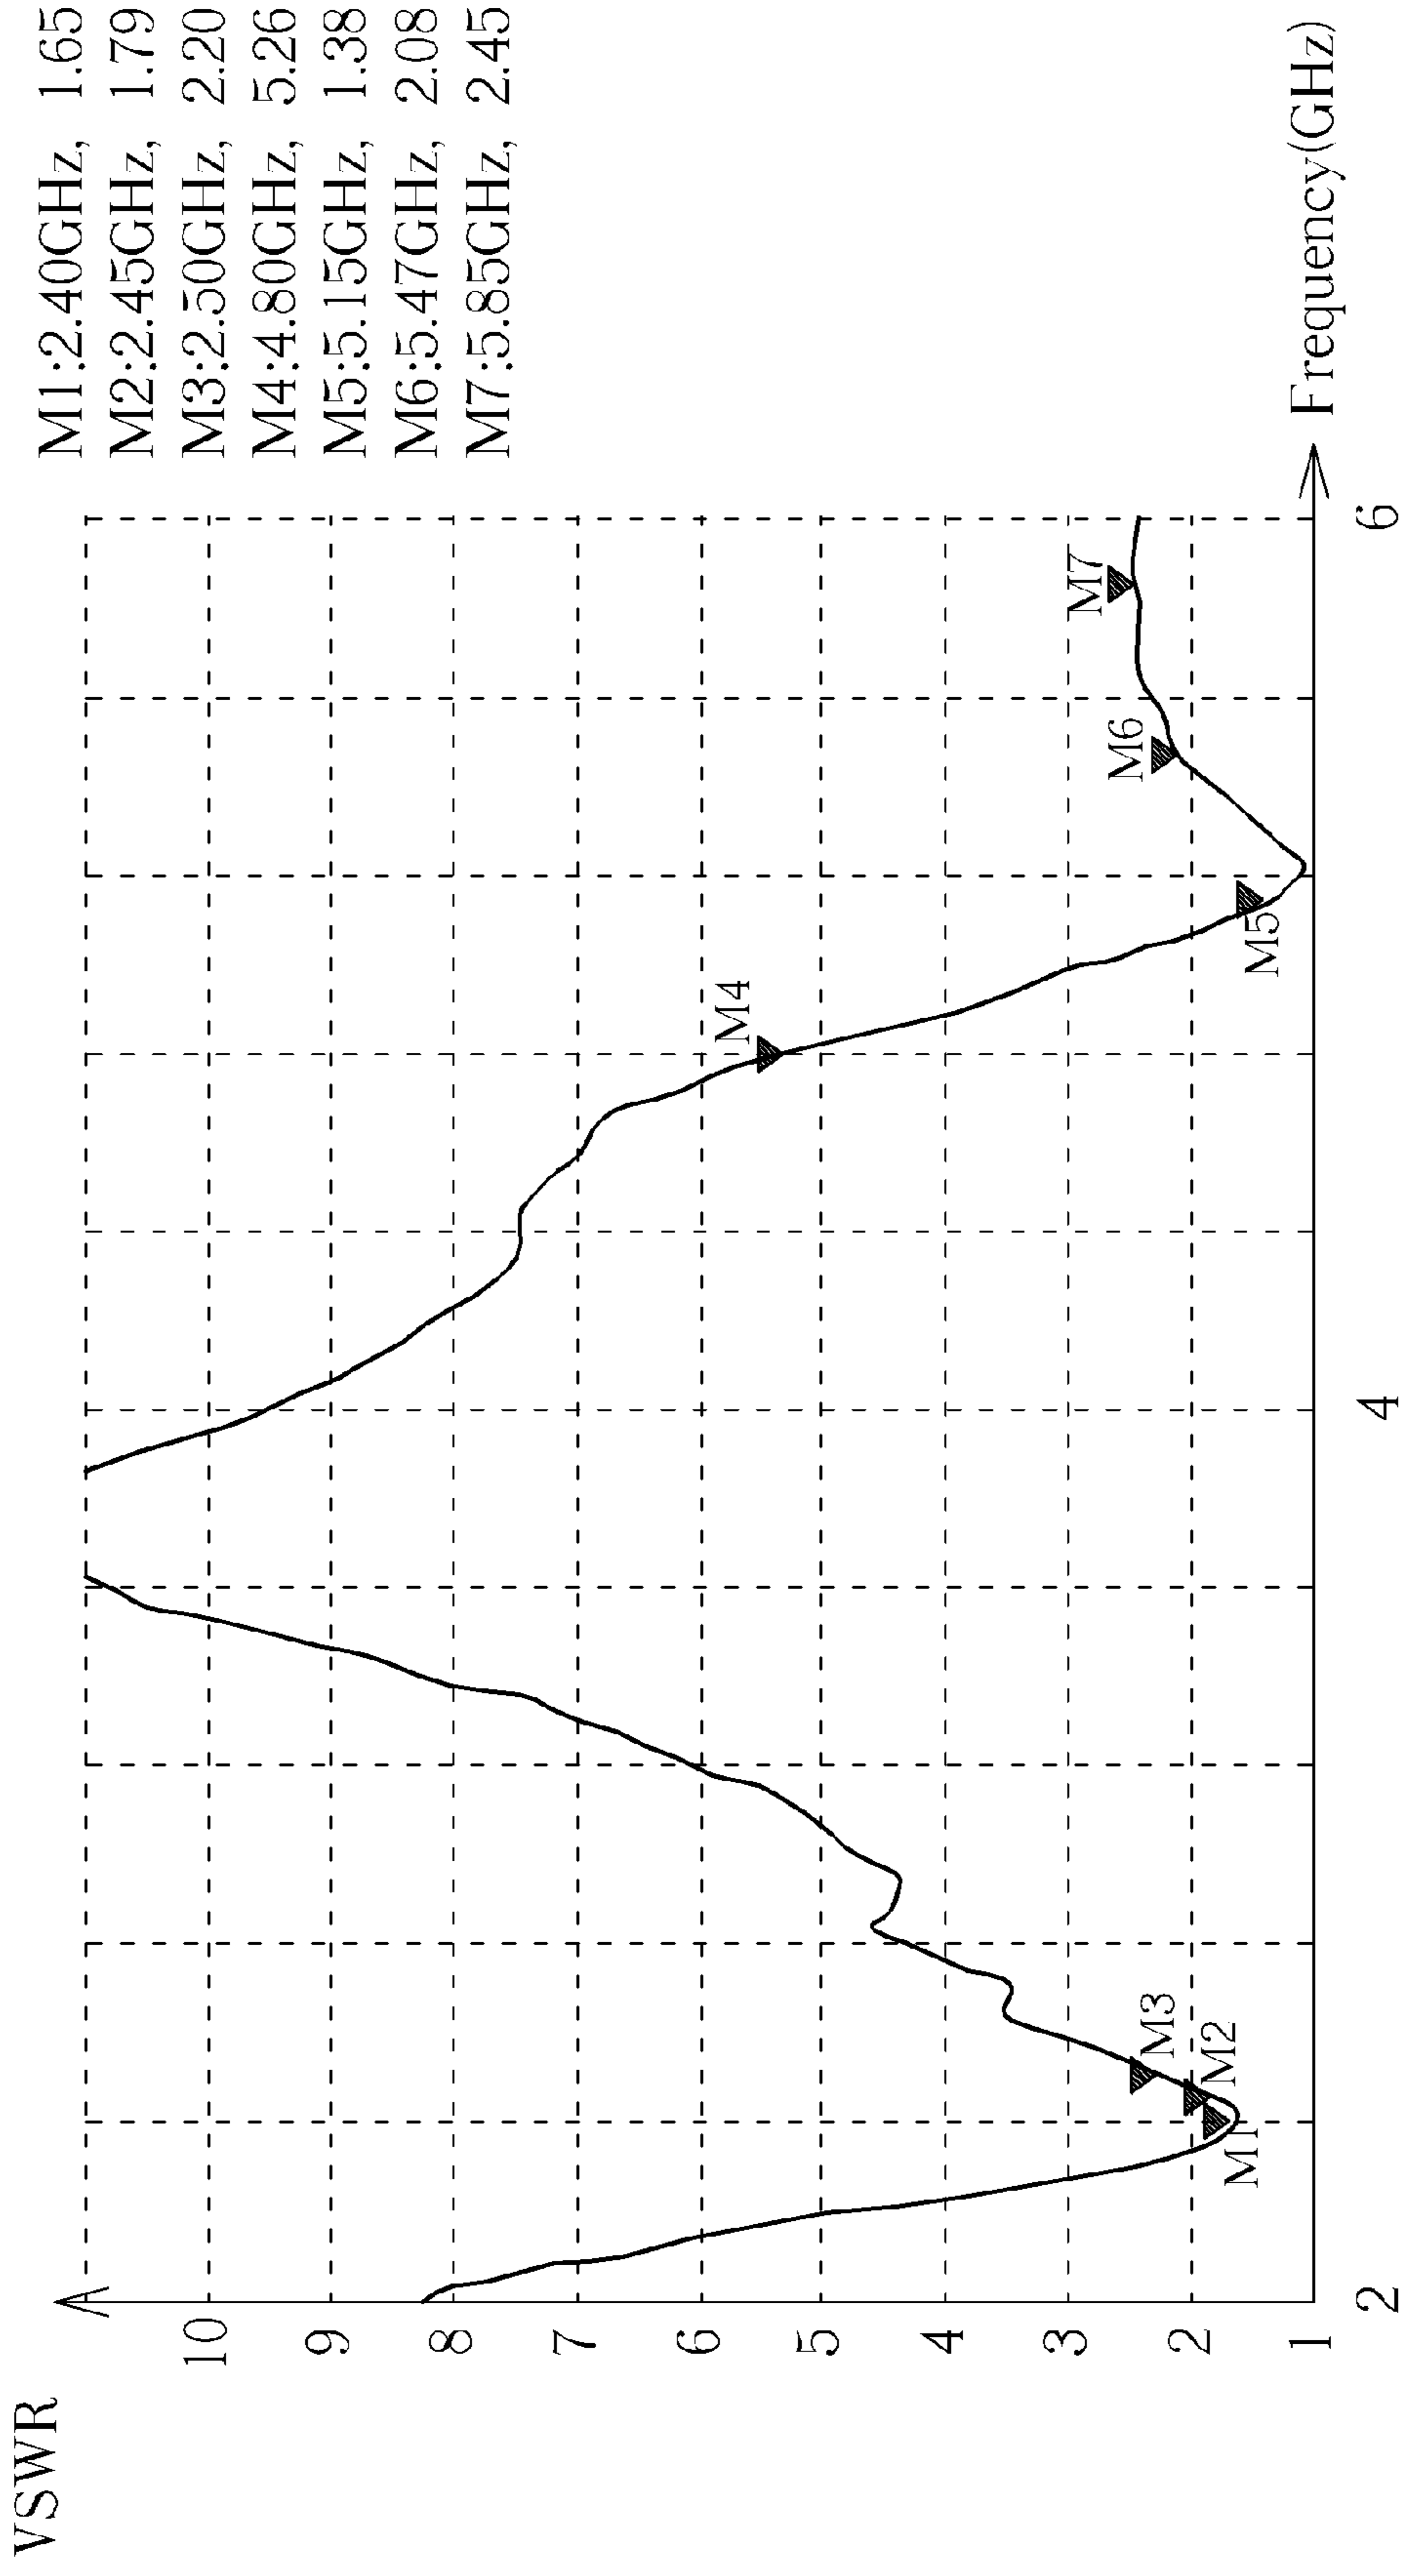 VSWR
M1:2.40GHz, 1.65
M2:2.45GHz, 1.79
M3:2.50GHz, 2.20
M4:4.80GHz, 5.26
M5:5.15GHz, 1.38
M6:5.47GHz, 2.08
M7:5.85GHz, 2.45
10
9
8
7
6
5
4
3
2
1
M1
M2
M3
M4
M5
M6
M7
2
4
6
Frequency(GHz)